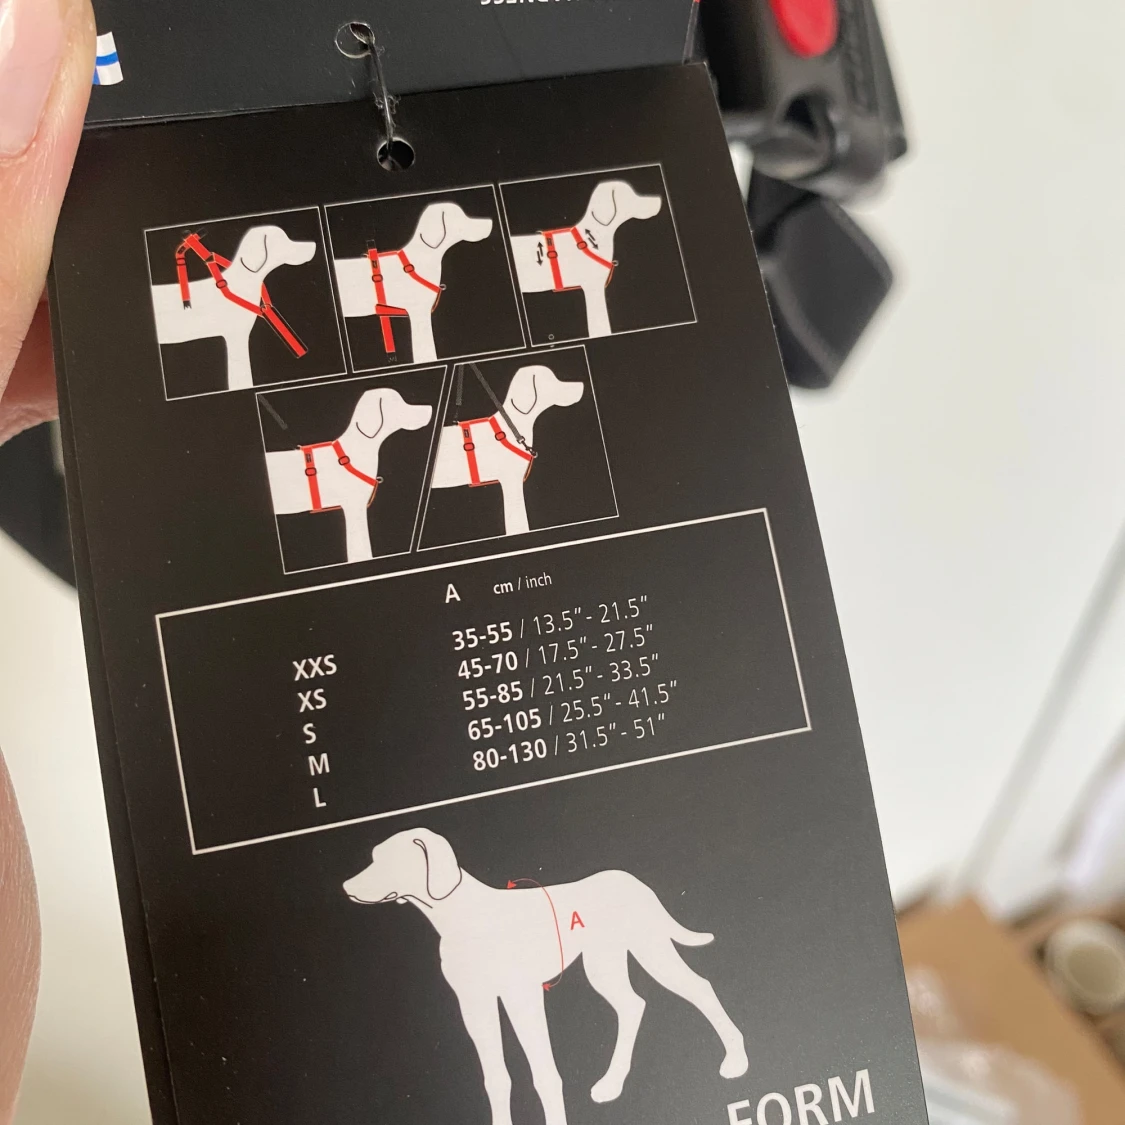 A cm / inch
XXS 35-55 / 13.5" - 21.5"
XS 45-70 / 17.5" - 27.5"
S 55-85 / 21.5" - 33.5"
M 65-105 / 25.5" - 41.5"
L 80-130 / 31.5" - 51"
A
FORM